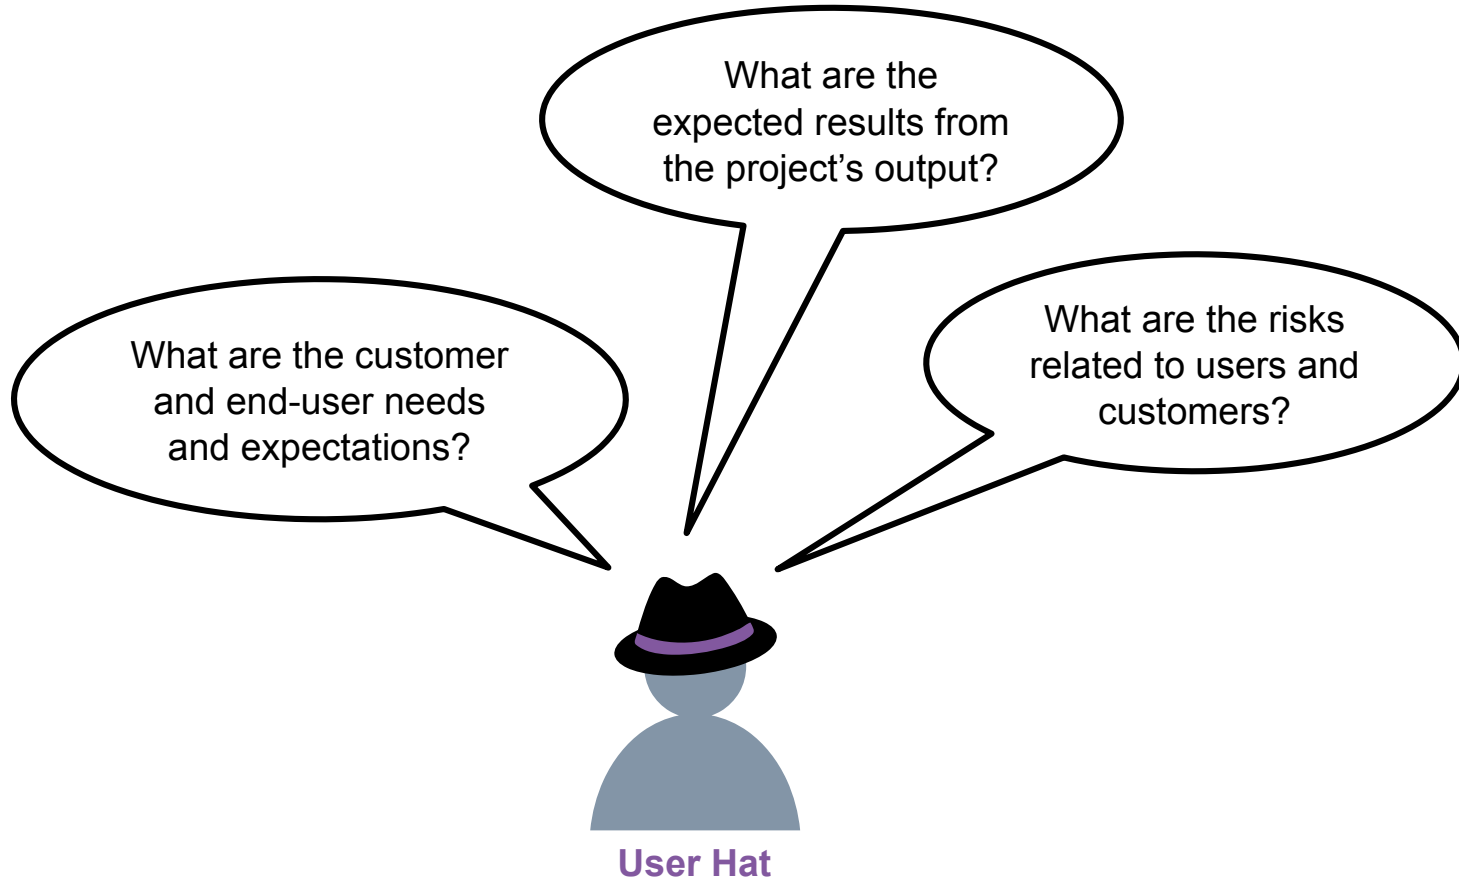 What are the
expected results from
the project’s output?
What are the customer
and end-user needs
and expectations?
What are the risks
related to users and
customers?
User Hat